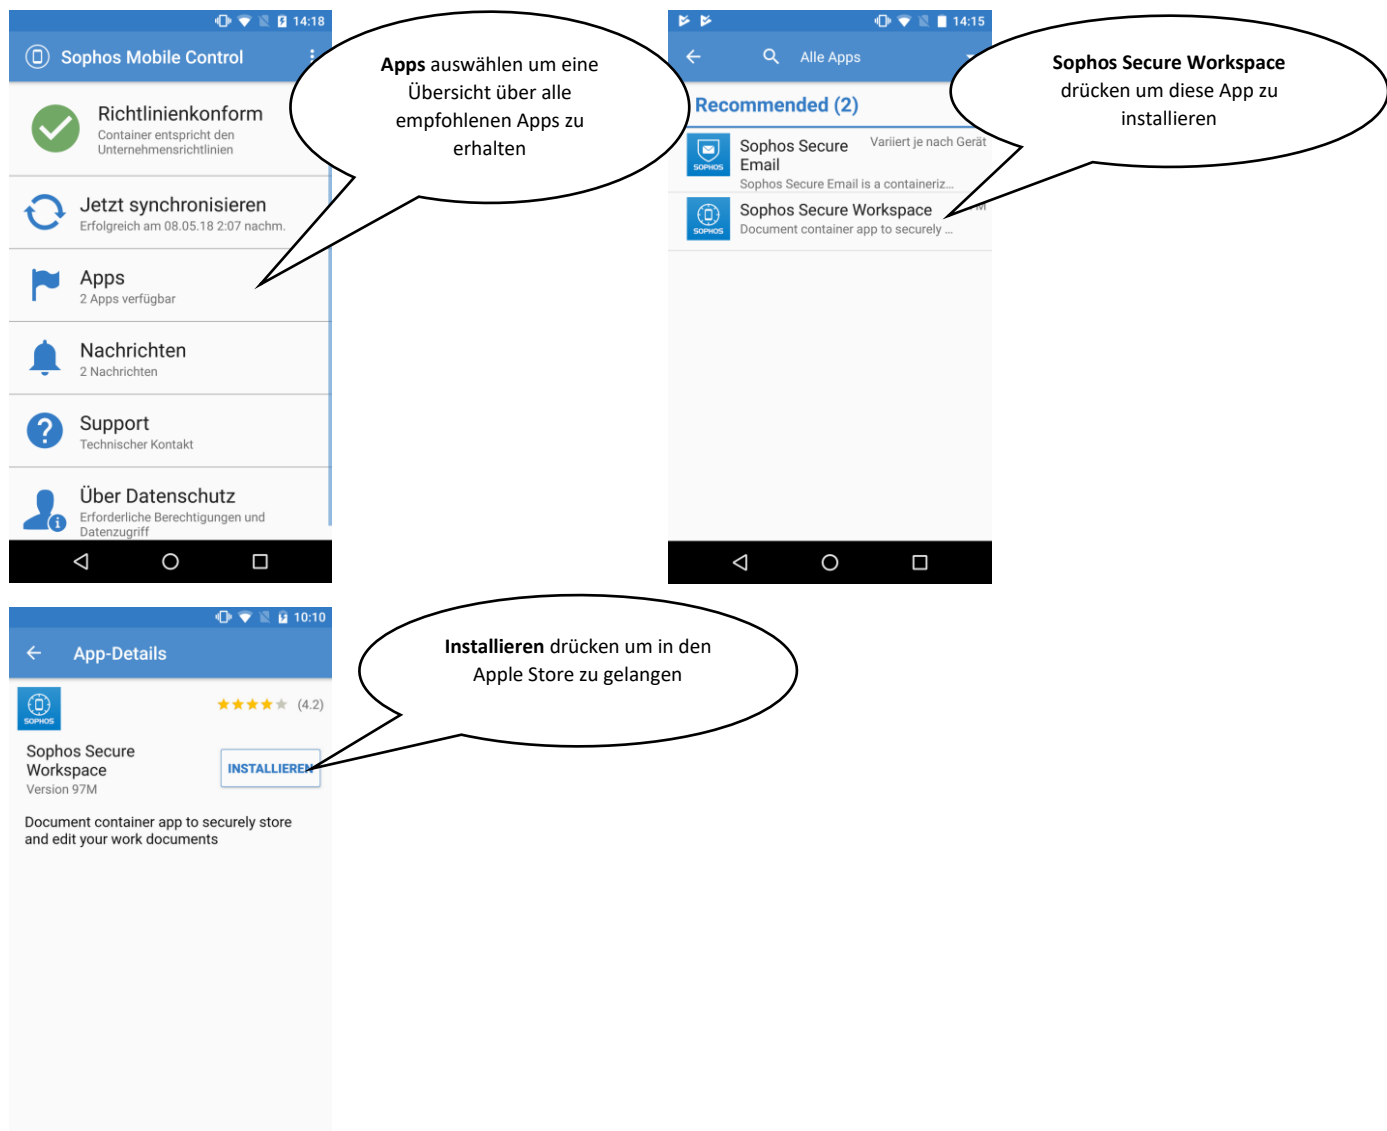 14:18
Sophos Mobile Control
Richtlinienkonform
Container entspricht den
Unternehmensrichtlinien
Jetzt synchronisieren
Erfolgreich am 08.05.18 2:07 nachm.
Apps
2 Apps verfügbar
Nachrichten
2 Nachrichten
Support
Technischer Kontakt
Über Datenschutz
Erforderliche Berechtigungen und
Datenzugriff
Apps auswählen um eine
Übersicht über alle
empfohlenen Apps zu
erhalten
14:15
Alle Apps
Recommended (2)
SOPHOS
Sophos Secure
Email
Variiert je nach Gerät
Sophos Secure Email is a containeriz...
SOPHOS
Sophos Secure Workspace
Document container app to securely ...
Sophos Secure Workspace
drücken um diese App zu
installieren
10:10
App-Details
SOPHOS
(4.2)
Sophos Secure
Workspace
Version 97M
INSTALLIEREN
Document container app to securely store
and edit your work documents
Installieren drücken um in den
Apple Store zu gelangen